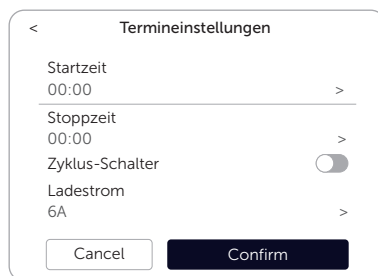 < Termineinstellungen
Startzeit
00:00 >
Stoppzeit
00:00 >
Zyklus-Schalter
Ladestrom
6A >
Cancel Confirm